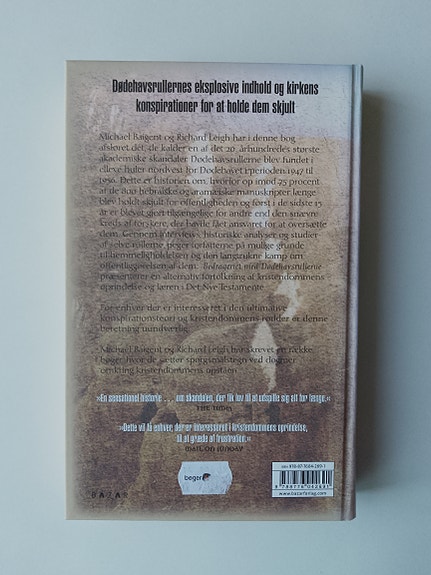 Dødehavsrullernes eksplosive indhold og kirkens
konspirationer for at holde dem skjult
Michael Baigent og Richard Leigh har i denne bog
afsløret det, de kalder en af det 20. århundredes største
akademiske skandaler. Dødehavsrullerne blev fundet i
elleve huler nordvest for Dødehavet i perioden 1947 til
1956. Dette er historien om, hvorfor op imod 25 procent
af de 800 hebraiske og aramæiske manuskripter længe
blev holdt skjult for offentligheden og først i de sidste 15
år er blevet gjort tilgængelige for andre end den snævre
kreds af forskere, der havde fået ansvaret for at oversætte
dem. Gennem interviews, historiske analyser og studier
af selve rullerne, peger forfatterne på mulige grunde
til hemmeligholdelsen og den langtrukne kamp om
offentliggørelsen af dem. Bedrageriet med Dødehavsrullerne
præsenterer en alternativ fortolkning af kristendommens
oprindelse og læren i Det Nye Testamente.
For enhver der er interesseret i den ultimative
konspirationsteori og kristendommens rødder er denne
beretning uundværlig.
Michael Baigent og Richard Leigh har skrevet en række
bøger, hvor de sætter spørgsmålstegn ved dogmer
omkring kristendommens opståen.
»En sensationel historie . . . om skandalen, der fik lov til at udspille sig alt for længe.«
»Dette vil få enhver, der er interesseret i kristendommens oprindelse,
til at græde af frustration.«
MAIL ON SUNDAY
bøger
BAZAR
www.bazarforlag.com